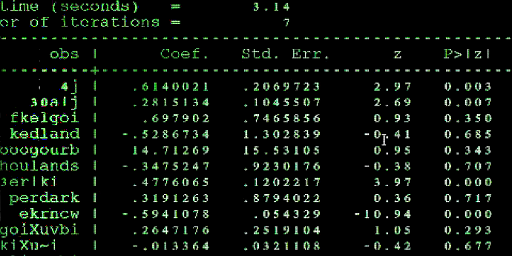 time (seconds) = 3.14
er of itorations = 7
obs | Coef. Std. Err. z P>|z|
4j | .6140021 .2069723 2.97 0.003
30a|j | .2815134 .1045507 2.69 0.007
fkelgoi | .697902 .7465856 0.93 0.350
kedland | -.5286734 1.302839 -0.41 0.685
ooogourb | 14.71269 15.53105 0.95 0.343
houlands | -.3475247 .9230176 -0.38 0.707
3er|ki | .4776065 .1202217 3.97 0.000
perdark | .3191263 .8794022 0.36 0.717
ekrncw | -.5941078 .054329 -10.94 0.000
goiXuvbi | .2647176 .2519104 1.05 0.293
kiXu~i | -.013364 .0321108 -0.42 0.677